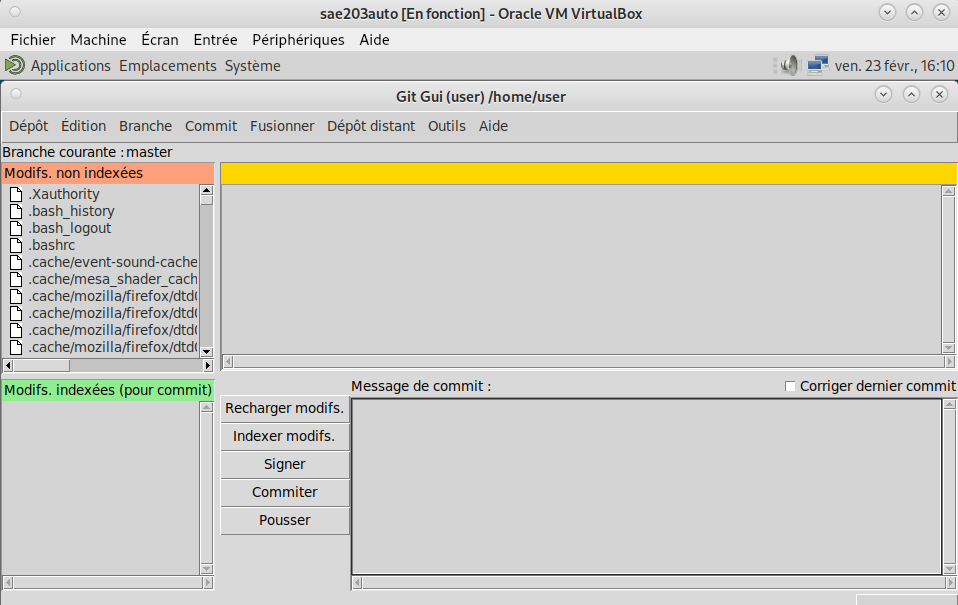 sae203auto [En fonction] - Oracle VM VirtualBox
Fichier Machine Écran Entrée Périphériques Aide
Applications Emplacements Système ven. 23 févr., 16:10
Git Gui (user) /home/user
Dépôt Édition Branche Commit Fusionner Dépôt distant Outils Aide
Branche courante : master
Modifs. non indexées
.Xauthority
.bash_history
.bash_logout
.bashrc
.cache/event-sound-cache
.cache/mesa_shader_cach
.cache/mozilla/firefox/dtd0
.cache/mozilla/firefox/dtd0
.cache/mozilla/firefox/dtd0
.cache/mozilla/firefox/dtd0
Modifs. indexées (pour commit)
Message de commit : Corriger dernier commit
Recharger modifs.
Indexer modifs.
Signer
Commiter
Pousser